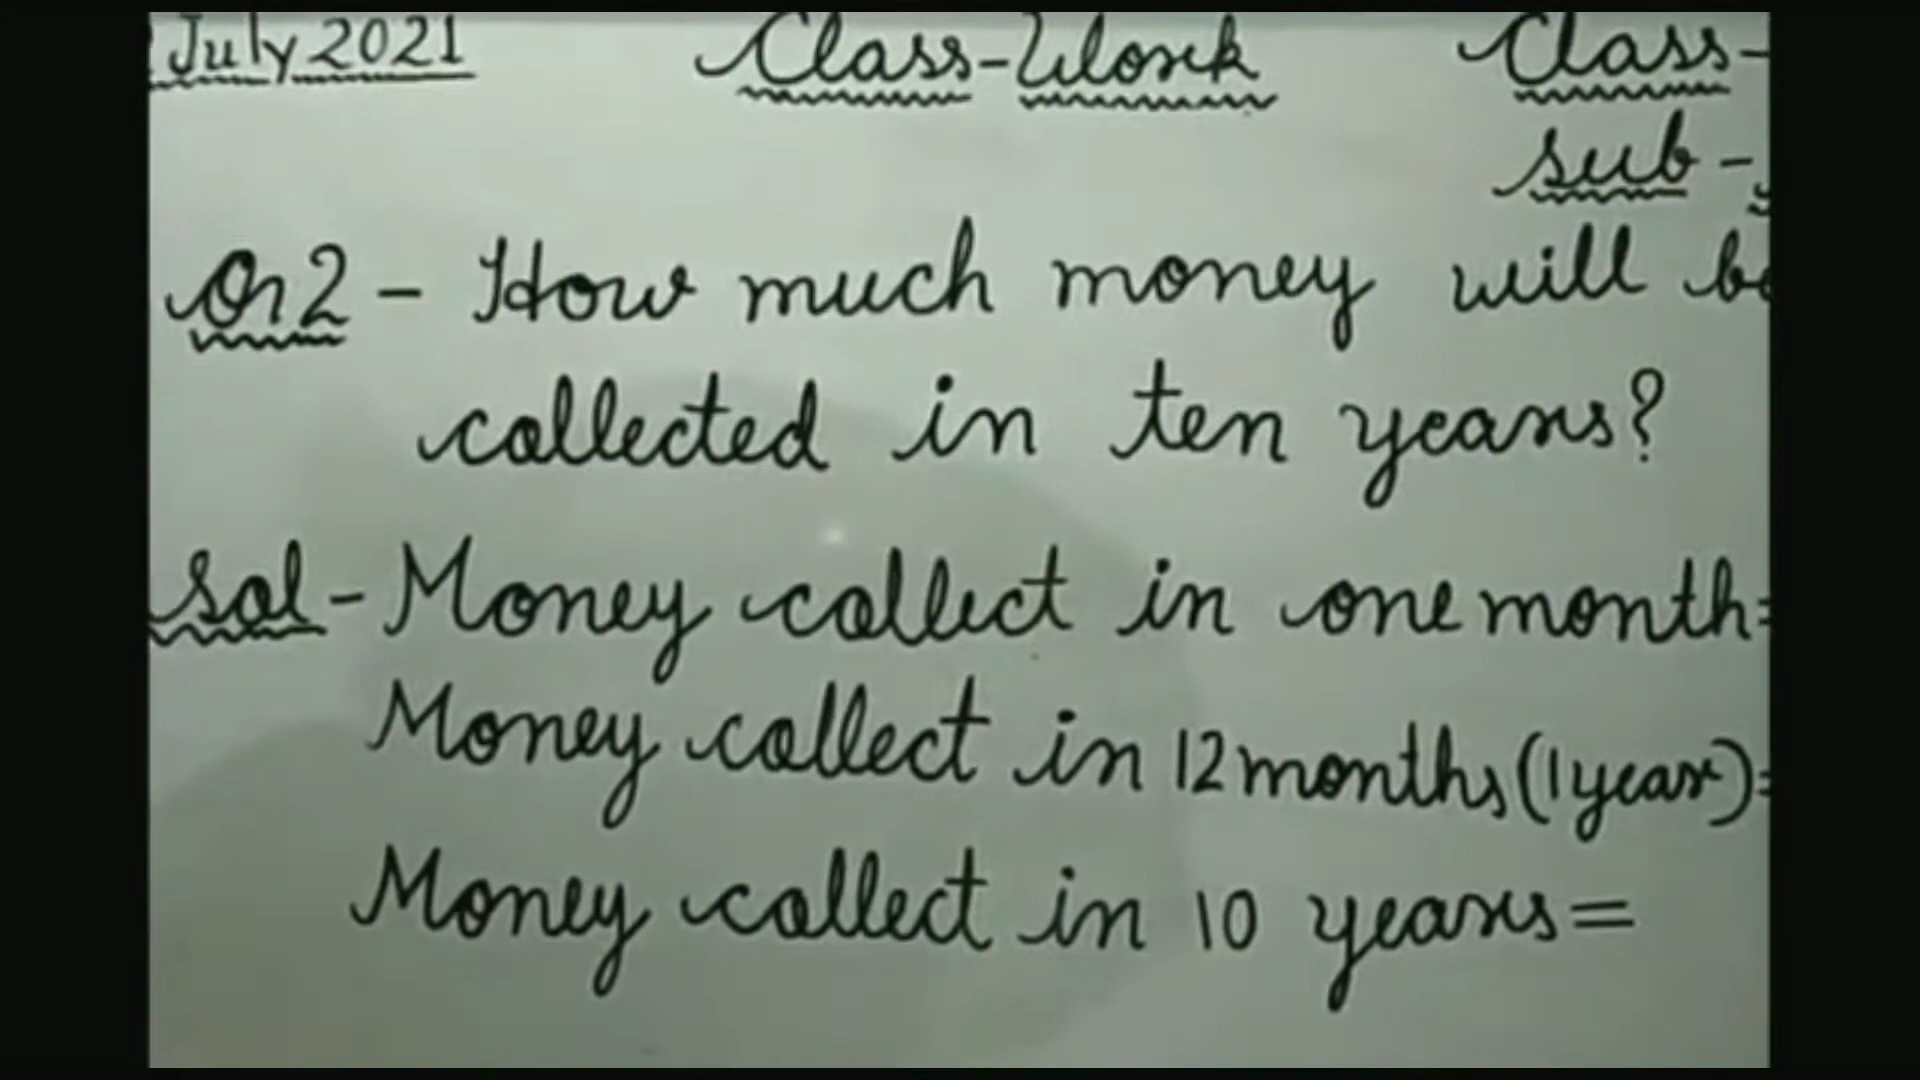 July 2021 Class-Work Class-
sub-
Qn2 - How much money will be
collected in ten years?
Sol - Money collect in one month=
Money collect in 12 months (1 year)=
Money collect in 10 years=